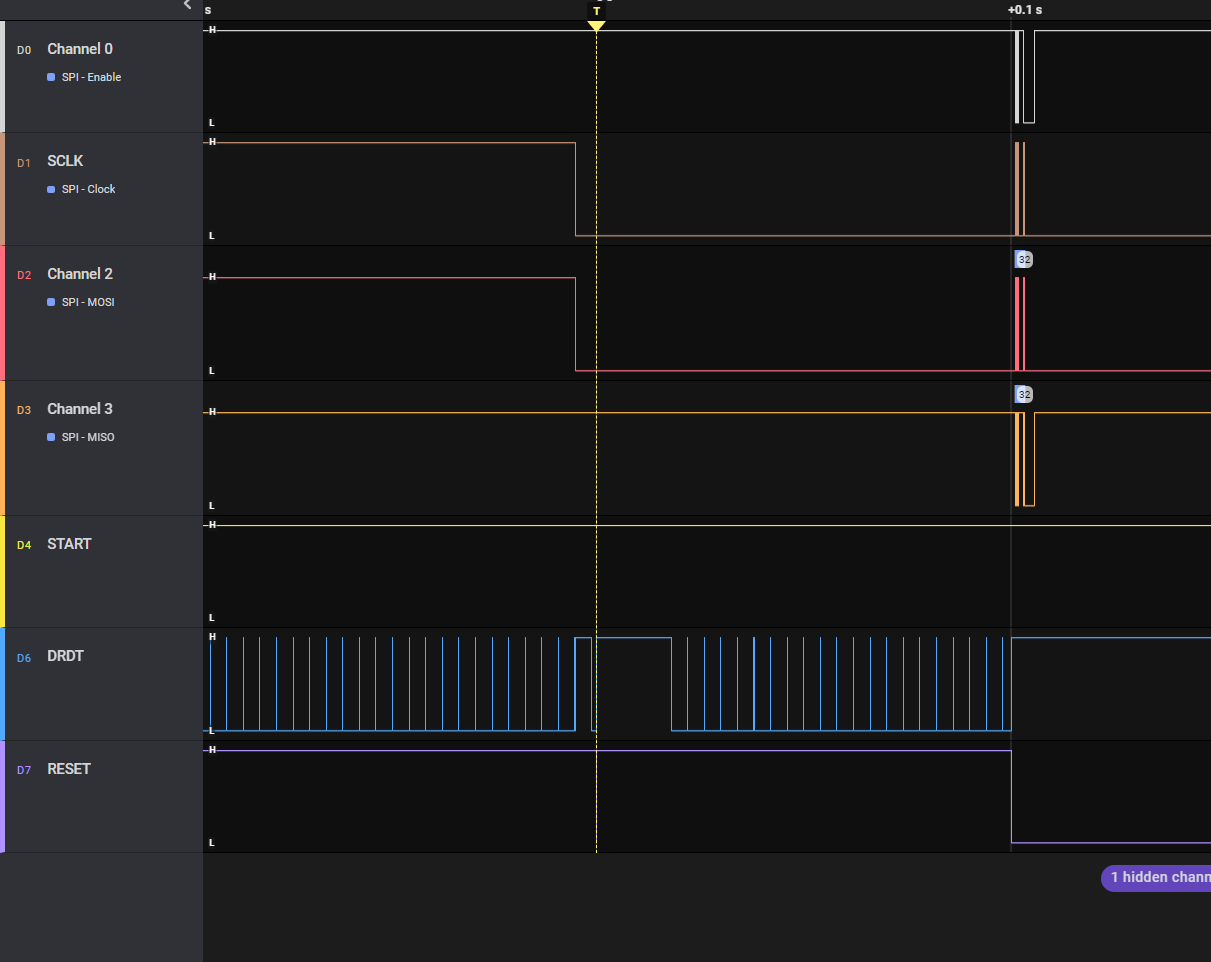 s
T
+0.1 s
D0 Channel 0
SPI - Enable
H
L
D1 SCLK
SPI - Clock
H
L
D2 Channel 2
SPI - MOSI
H
L
32
D3 Channel 3
SPI - MISO
H
L
32
D4 START
H
L
D6 DRDT
H
L
D7 RESET
H
L
1 hidden chann